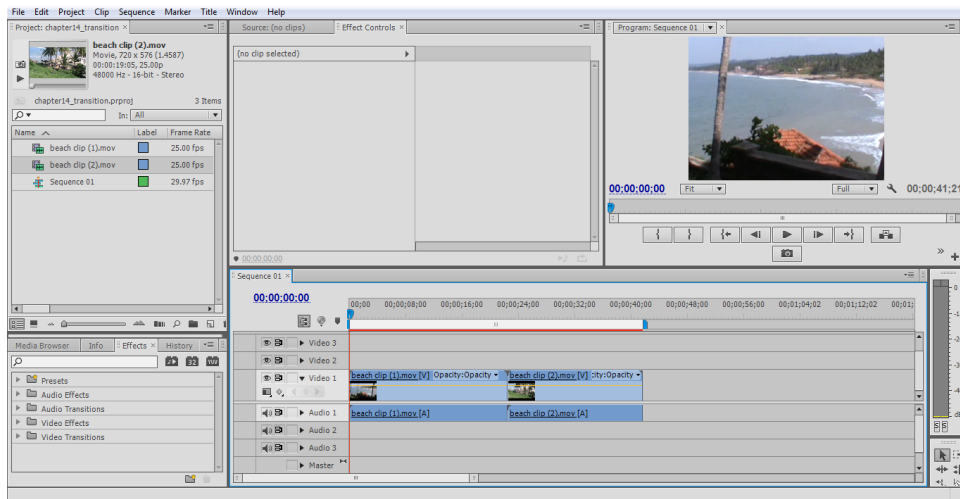 File Edit Project Clip Sequence Marker Title Window Help
Project: chapter14_transition
beach clip (2).mov
Movie, 720 x 576 (1.4587)
00:00:19:05, 25.00p
48000 Hz - 16-bit - Stereo
chapter14_transition.prproj 3 Items
In: All
Name Label Frame Rate
beach clip (1).mov 25.00 fps
beach clip (2).mov 25.00 fps
Sequence 01 29.97 fps
Source: (no clips) Effect Controls
(no clip selected)
00;00;00;00
Program: Sequence 01
00;00;00;00 Fit Full 00;00;41;21
Media Browser Info Effects History
32 YUV
Presets
Audio Effects
Audio Transitions
Video Effects
Video Transitions
Sequence 01
00;00;00;00
00;00 00;00;08;00 00;00;16;00 00;00;24;00 00;00;32;00 00;00;40;00 00;00;48;00 00;00;56;00 00;01;04;02 00;01;12;02 00;01;
Video 3
Video 2
Video 1 beach clip (1).mov [V] Opacity:Opacity beach clip (2).mov [V] :ity:Opacity
Audio 1 beach clip (1).mov [A] beach clip (2).mov [A]
Audio 2
Audio 3
Master
0
dB
S S